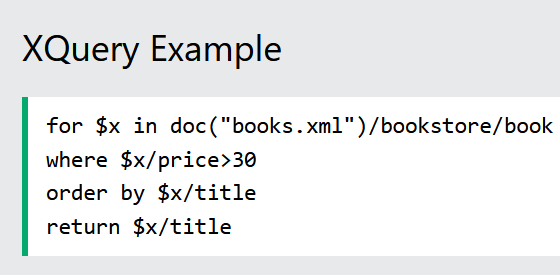 XQuery Example
for $x in doc("books.xml")/bookstore/book
where $x/price>30
order by $x/title
return $x/title